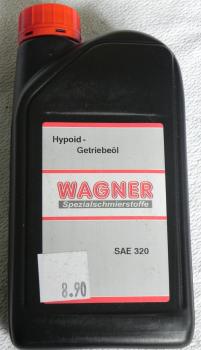 Hypoid-
Getriebeöl
WAGNER
Spezialschmierstoffe
SAE 320
8.90